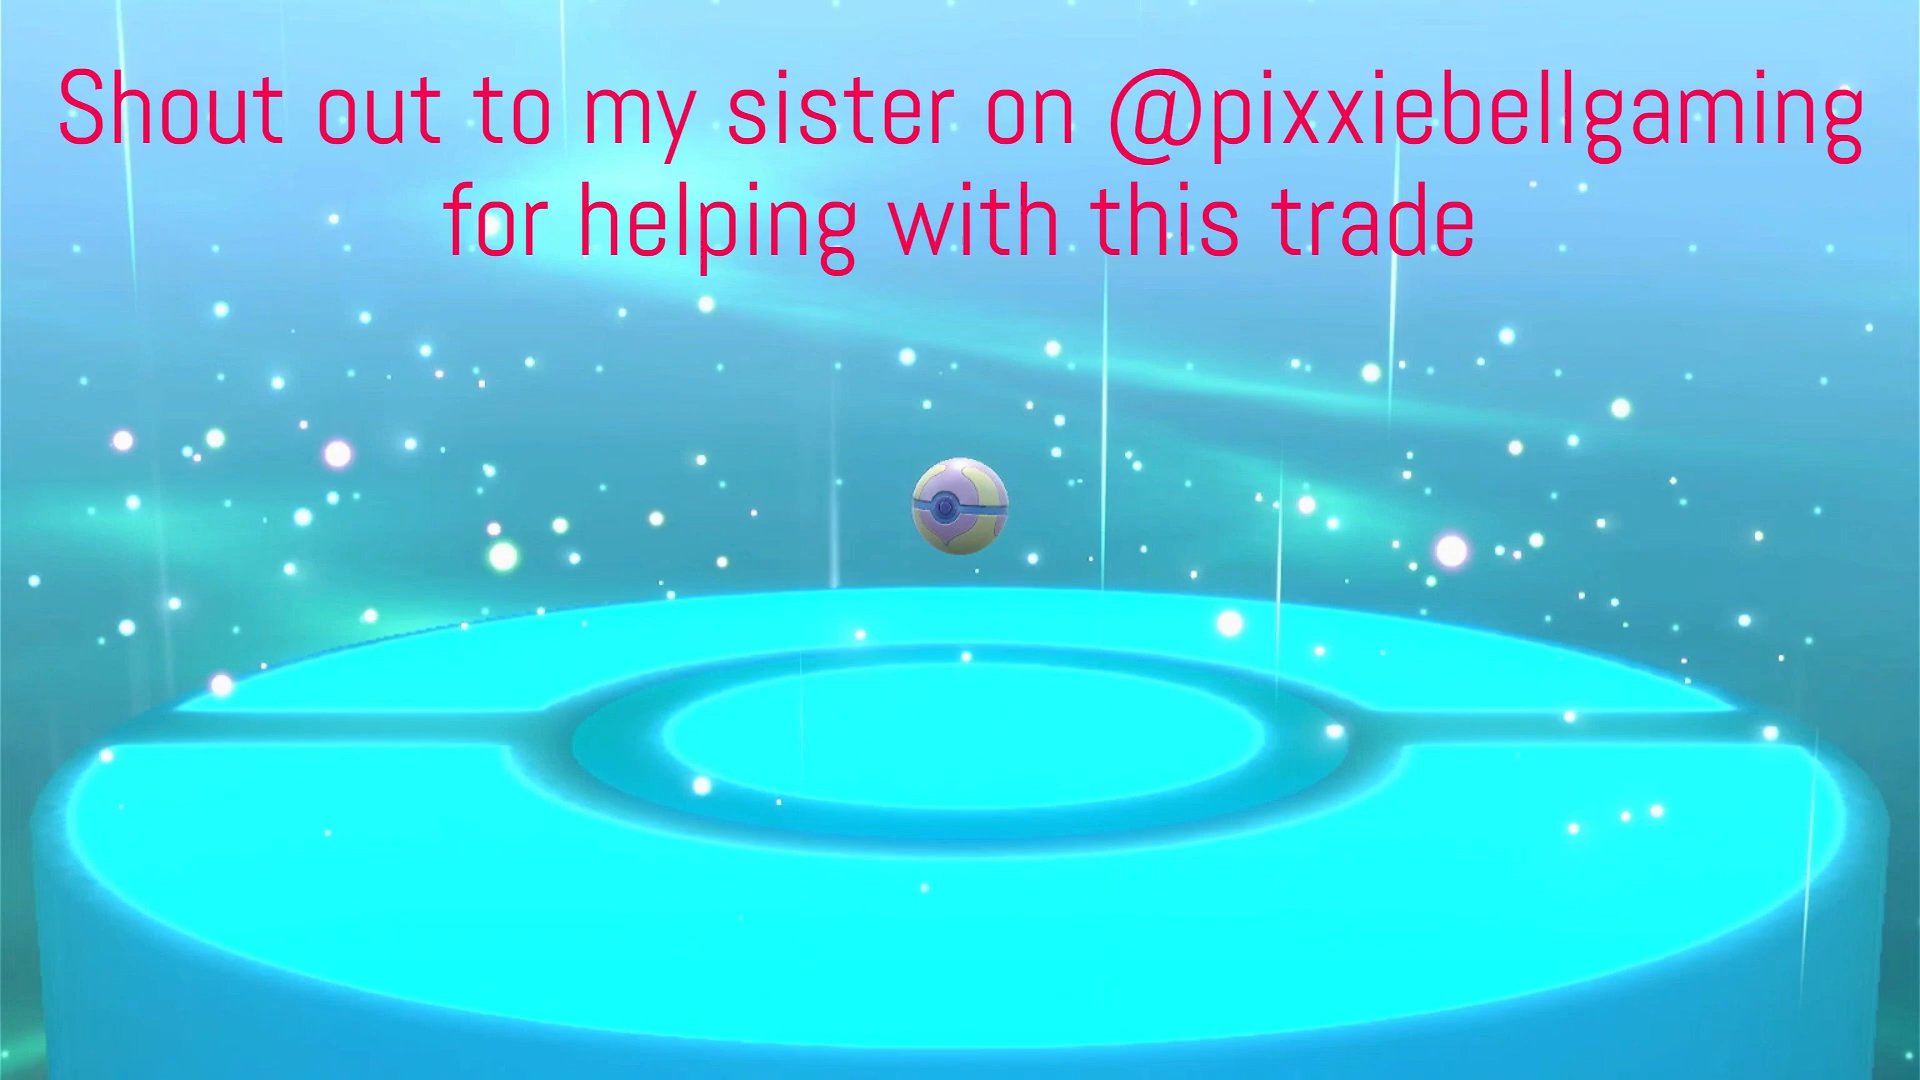 Shout out to my sister on @pixxiebellgaming
for helping with this trade